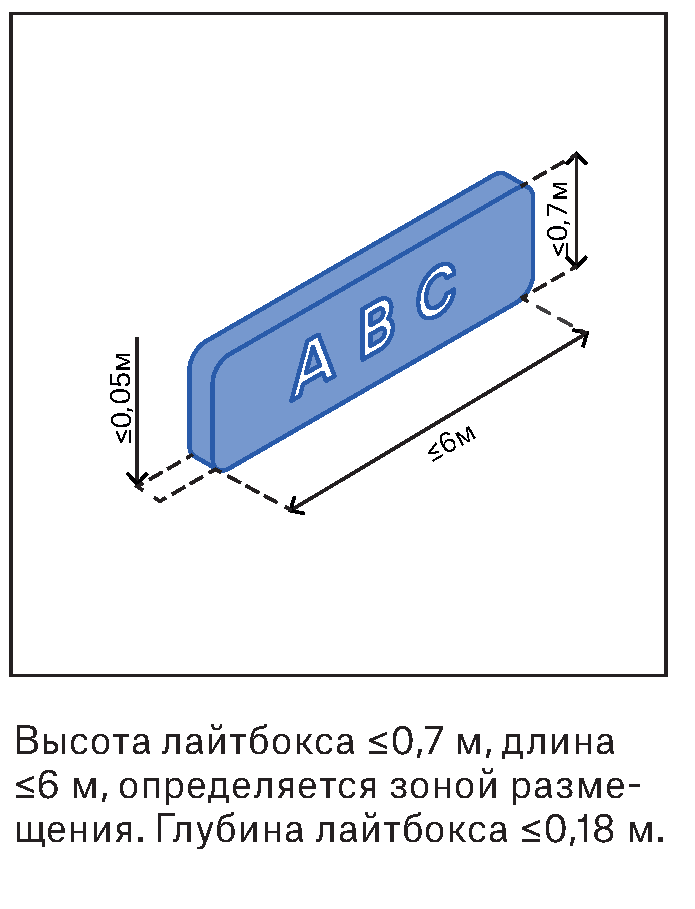 ≤0,7м
A B C
≤0,05м
≤6м
Высота лайтбокса ≤0,7 м, длина
≤6 м, определяется зоной разме-
щения. Глубина лайтбокса ≤0,18 м.